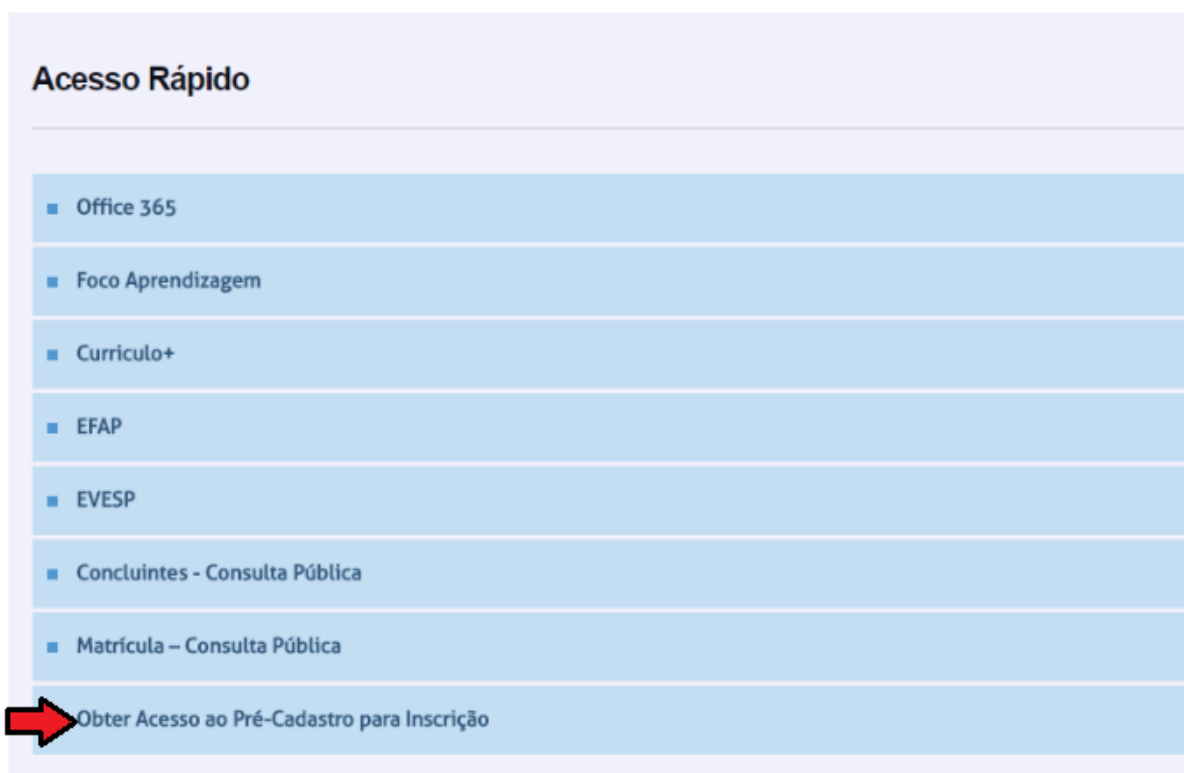 Acesso Rápido
Office 365
Foco Aprendizagem
Curriculo+
EFAP
EVESP
Concluintes - Consulta Pública
Matrícula – Consulta Pública
Obter Acesso ao Pré-Cadastro para Inscrição